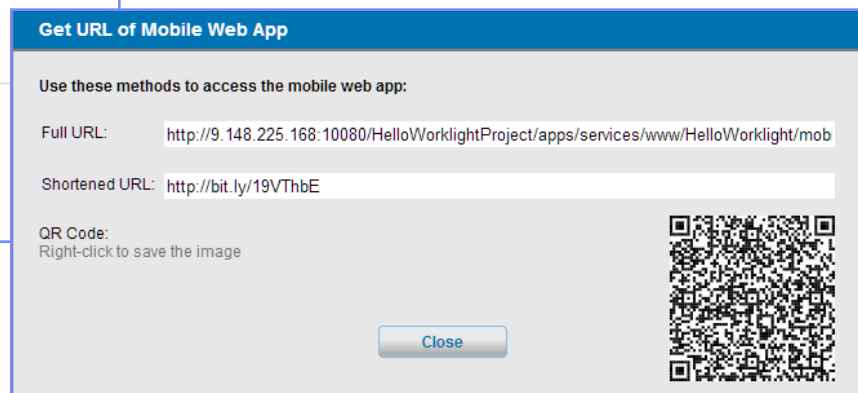 Get URL of Mobile Web App
Use these methods to access the mobile web app:
Full URL: http://9.148.225.168:10080/HelloWorklightProject/apps/services/www/HelloWorklight/mob
Shortened URL: http://bit.ly/19VThbE
QR Code:
Right-click to save the image
Close